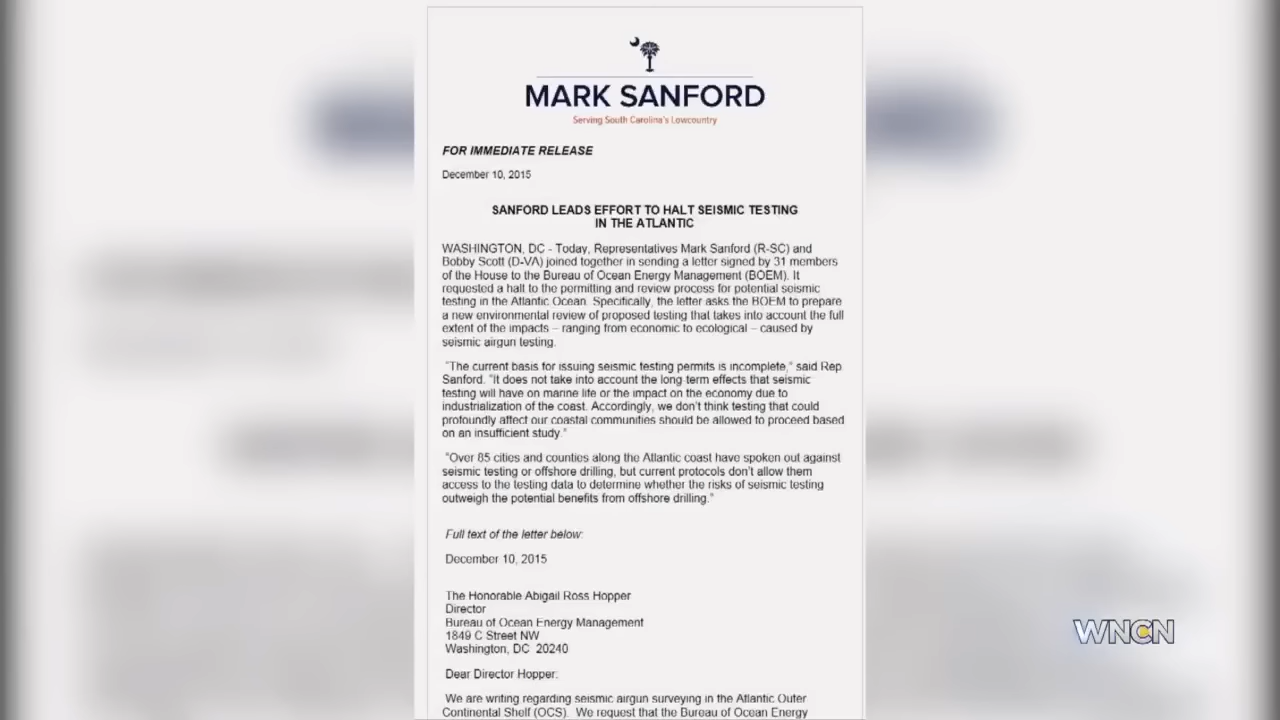 MARK SANFORD
Serving South Carolina's Lowcountry
FOR IMMEDIATE RELEASE
December 10, 2015
SANFORD LEADS EFFORT TO HALT SEISMIC TESTING
IN THE ATLANTIC
WASHINGTON, DC - Today, Representatives Mark Sanford (R-SC) and
Bobby Scott (D-VA) joined together in sending a letter signed by 31 members
of the House to the Bureau of Ocean Energy Management (BOEM). It
requested a halt to the permitting and review process for potential seismic
testing in the Atlantic Ocean. Specifically, the letter asks the BOEM to prepare
a new environmental review of proposed testing that takes into account the full
extent of the impacts – ranging from economic to ecological – caused by
seismic airgun testing.
"The current basis for issuing seismic testing permits is incomplete," said Rep
Sanford. "It does not take into account the long-term effects that seismic
testing will have on marine life or the impact on the economy due to
industrialization of the coast. Accordingly, we don't think testing that could
profoundly affect our coastal communities should be allowed to proceed based
on an insufficient study."
"Over 85 cities and counties along the Atlantic coast have spoken out against
seismic testing or offshore drilling, but current protocols don't allow them
access to the testing data to determine whether the risks of seismic testing
outweigh the potential benefits from offshore drilling."
Full text of the letter below:
December 10, 2015
The Honorable Abigail Ross Hopper
Director
Bureau of Ocean Energy Management
1849 C Street NW
Washington, DC 20240
Dear Director Hopper:
We are writing regarding seismic airgun surveying in the Atlantic Outer
Continental Shelf (OCS). We request that the Bureau of Ocean Energy
WNCN